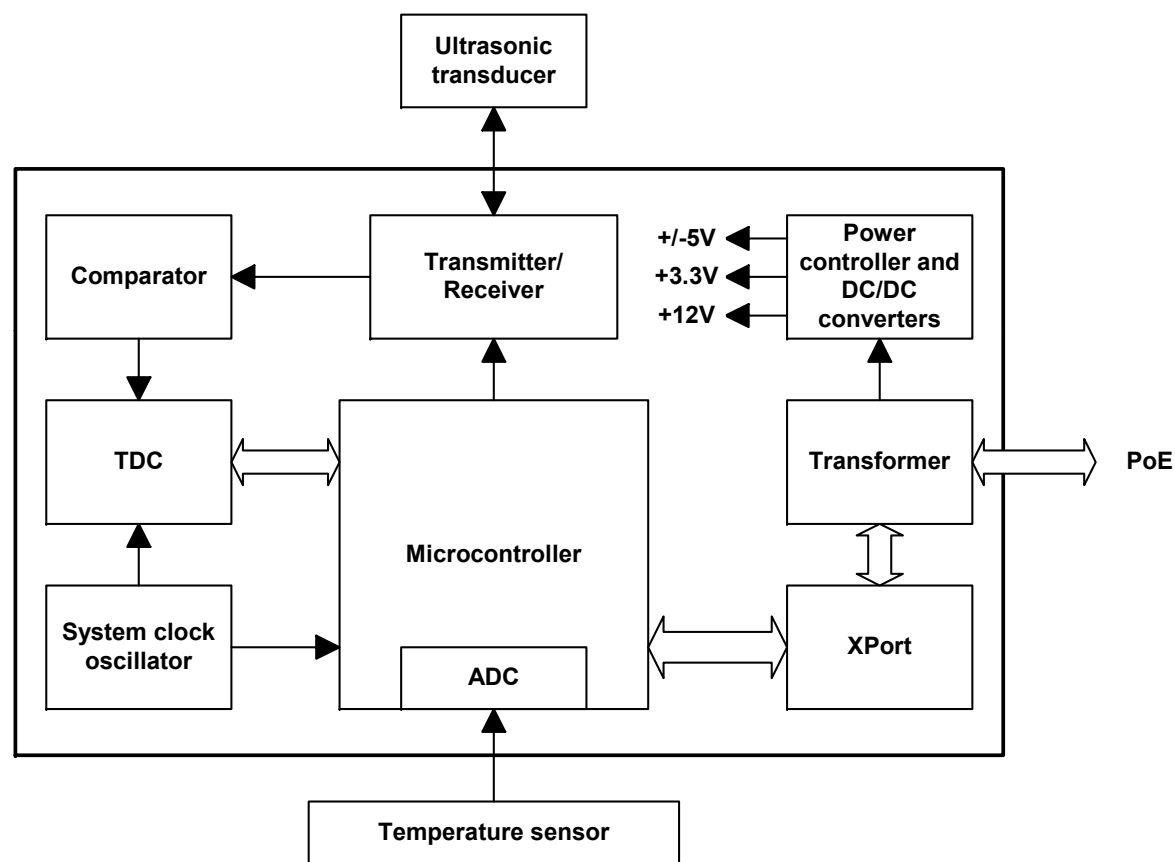 Ultrasonic
transducer
Comparator
Transmitter/
Receiver
+/-5V
+3.3V
+12V
Power
controller and
DC/DC
converters
TDC
Microcontroller
Transformer
PoE
System clock
oscillator
ADC
XPort
Temperature sensor